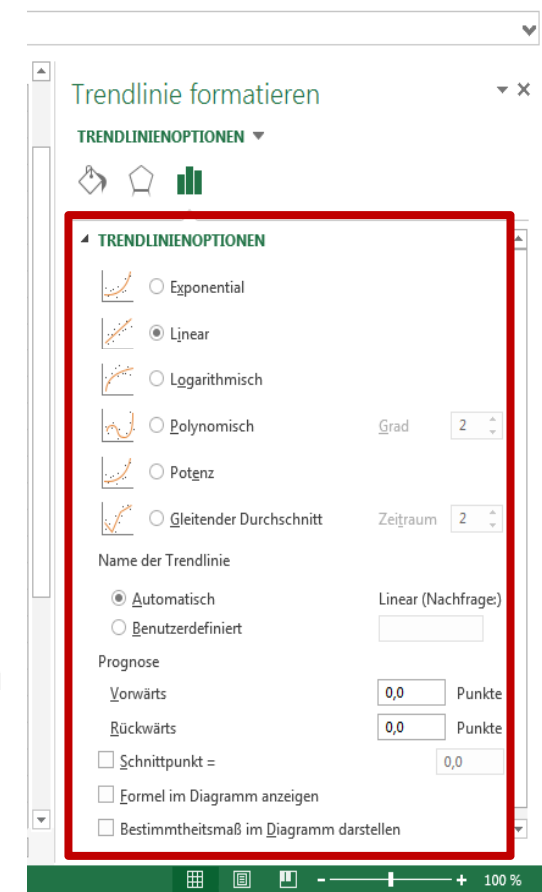 Trendlinie formatieren
TRENDLINIENOPTIONEN
TRENDLINIENOPTIONEN
Exponential
Linear
Logarithmisch
Polynomisch Grad 2
Potenz
Gleitender Durchschnitt Zeitraum 2
Name der Trendlinie
Automatisch Linear (Nachfrage:)
Benutzerdefiniert
Prognose
Vorwärts 0,0 Punkte
Rückwärts 0,0 Punkte
Schnittpunkt = 0,0
Formel im Diagramm anzeigen
Bestimmtheitsmaß im Diagramm darstellen
100 %